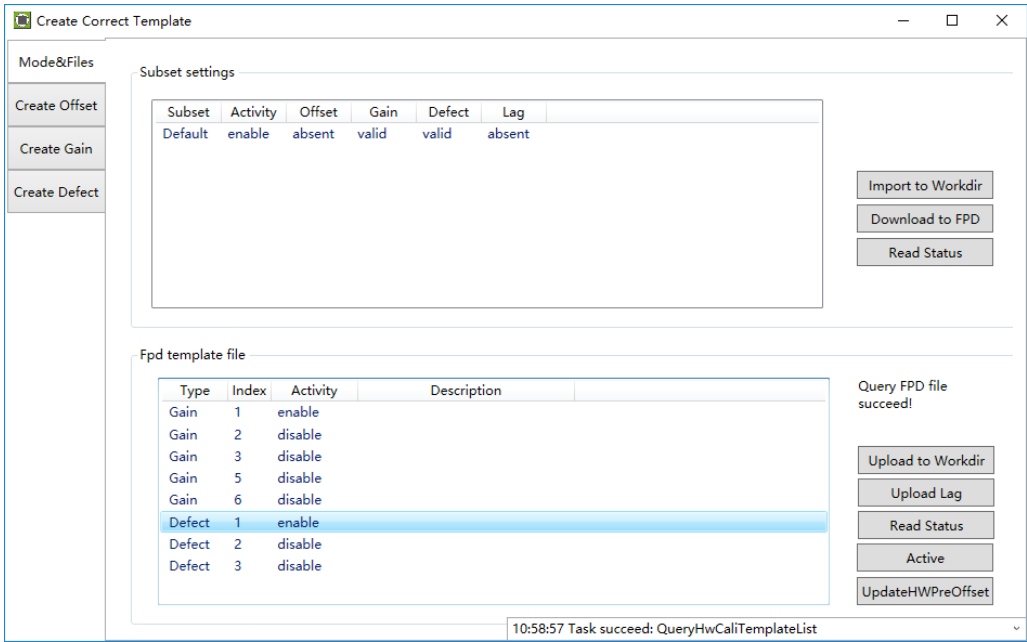 Create Correct Template
Mode&Files
Create Offset
Create Gain
Create Defect
Subset settings
Subset Activity Offset Gain Defect Lag
Default enable absent valid valid absent
Import to Workdir
Download to FPD
Read Status
Fpd template file
Type Index Activity Description
Gain 1 enable
Gain 2 disable
Gain 3 disable
Gain 5 disable
Gain 6 disable
Defect 1 enable
Defect 2 disable
Defect 3 disable
Query FPD file
succeed!
Upload to Workdir
Upload Lag
Read Status
Active
UpdateHWPreOffset
10:58:57 Task succeed: QueryHwCaliTemplateList